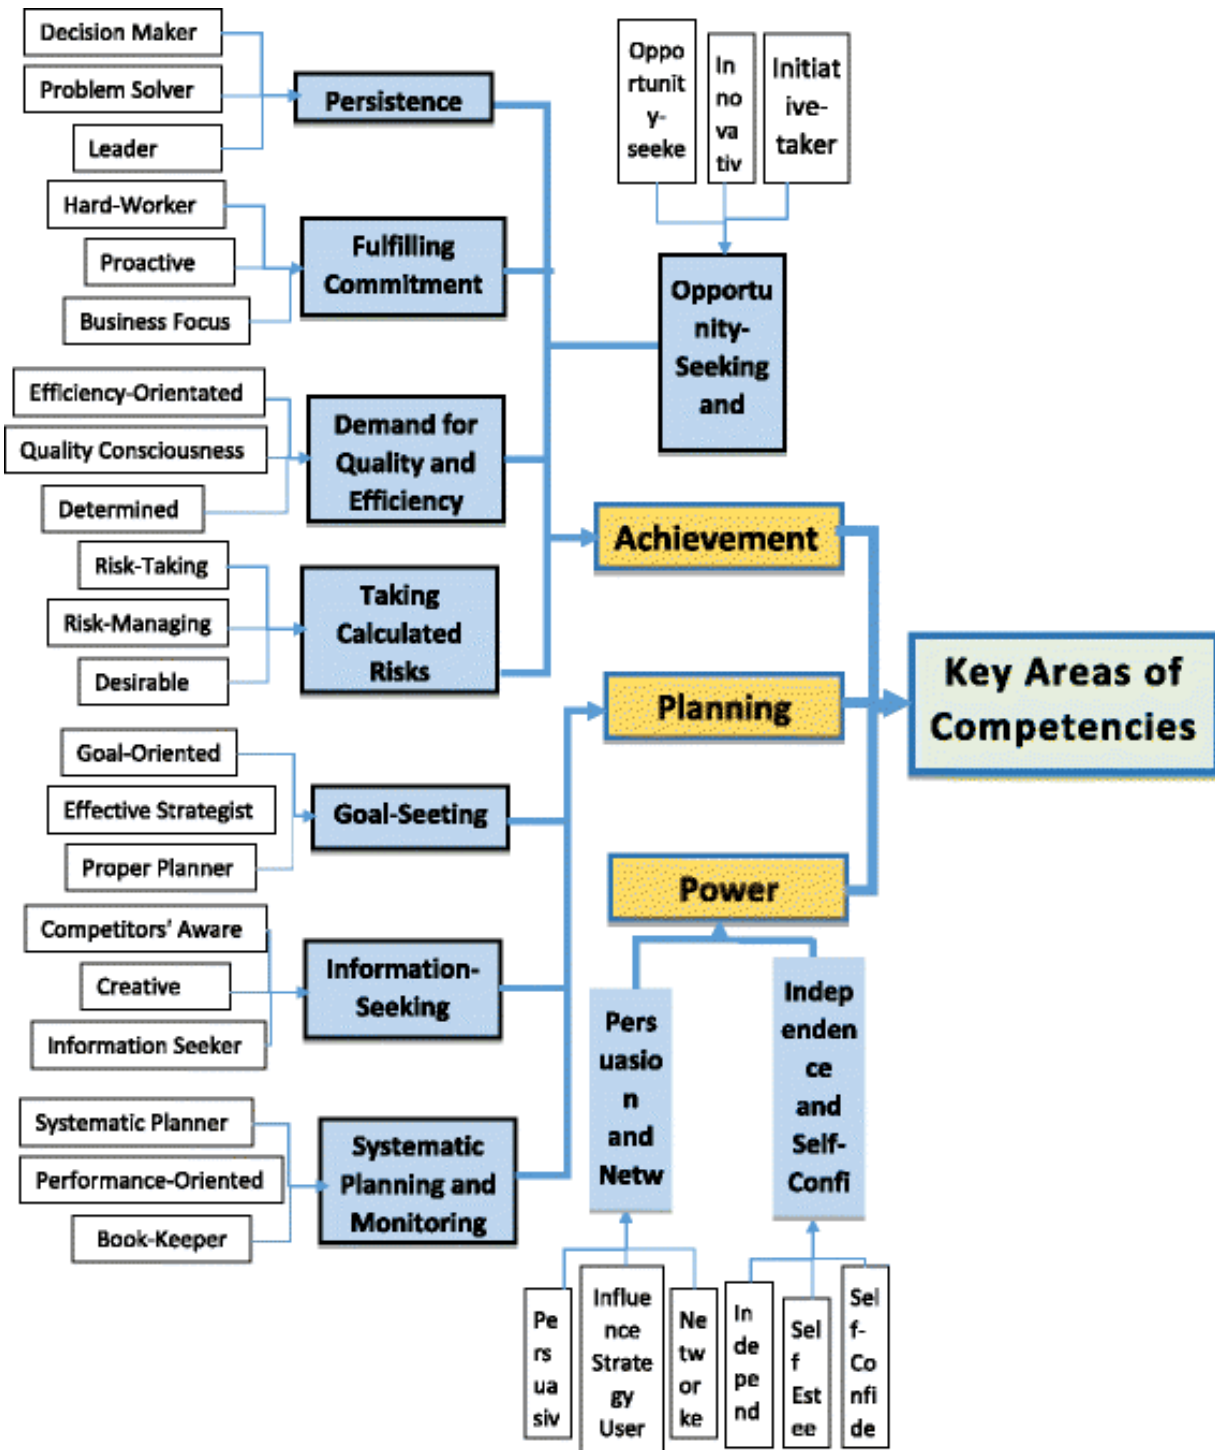 Decision Maker
Problem Solver
Leader
Persistence
Hard-Worker
Proactive
Business Focus
Fulfilling
Commitment
Efficiency-Orientated
Quality Consciousness
Determined
Demand for
Quality and
Efficiency
Risk-Taking
Risk-Managing
Desirable
Taking
Calculated
Risks
Goal-Oriented
Effective Strategist
Proper Planner
Goal-Seeting
Competitors' Aware
Creative
Information Seeker
Information-
Seeking
Systematic Planner
Performance-Oriented
Book-Keeper
Systematic
Planning and
Monitoring
Oppo
rtunit
y-
seeke
In
no
va
tiv
Initiat
ive-
taker
Opportu
nity-
Seeking
and
Achievement
Planning
Power
Key Areas of
Competencies
Pers
uasio
n
and
Netw
Indep
enden
ce
and
Self-
Confi
Pe
rs
ua
siv
Influe
nce
Strate
gy
User
Ne
tw
or
ke
In
de
pe
nd
Sel
f
Est
ee
Sel
f-
Co
nfi
de